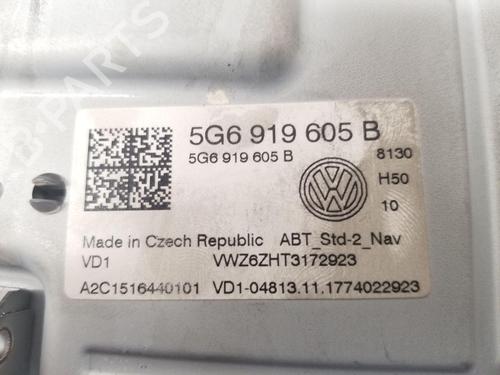 5G6 919 605 B
5G6 919 605 B
8130
H50
10
Made in Czech Republic ABT_Std-2_Nav
VD1 VWZ6ZHT3172923
A2C1516440101 VD1-04813.11.1774022923